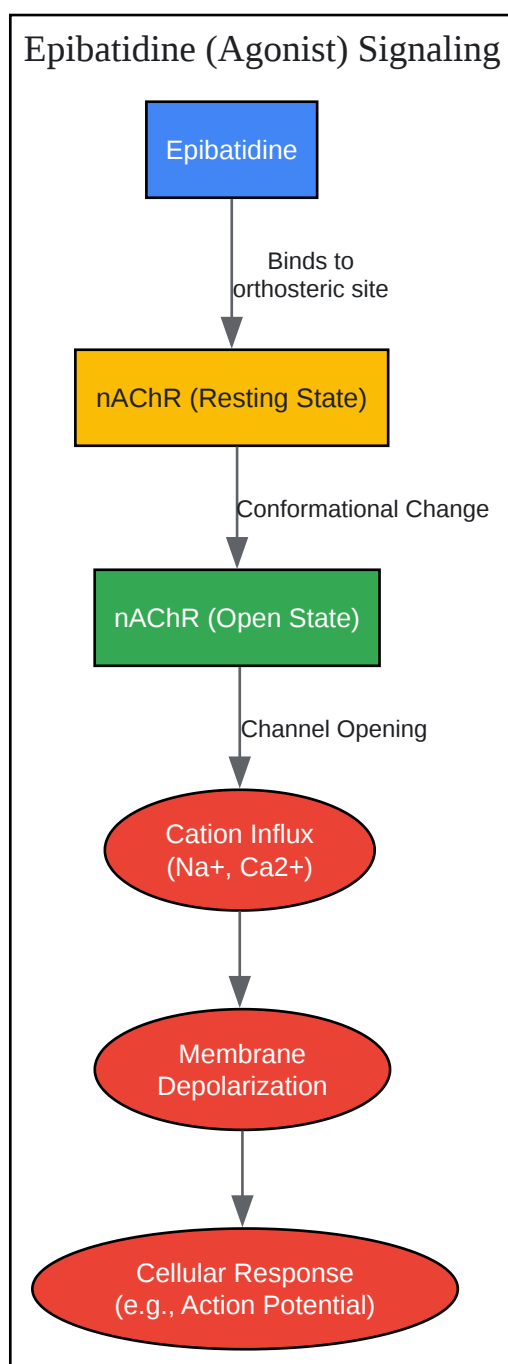 Epibatidine (Agonist) Signaling
Epibatidine
Binds to
orthosteric site
nAChR (Resting State)
Conformational Change
nAChR (Open State)
Channel Opening
Cation Influx
(Na+, Ca2+)
Membrane
Depolarization
Cellular Response
(e.g., Action Potential)